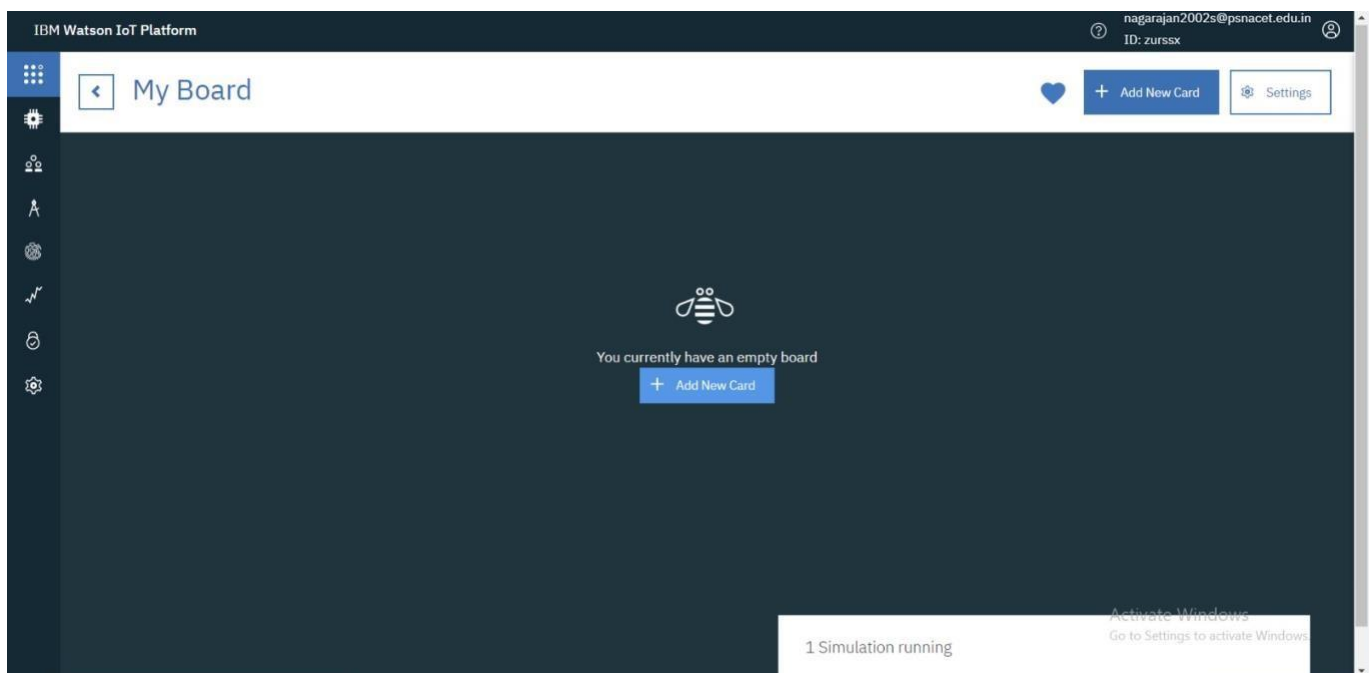 IBM Watson IoT Platform
nagarajan2002s@psnacet.edu.in
ID: zurssx
My Board
+ Add New Card
Settings
You currently have an empty board
+ Add New Card
Activate Windows
Go to Settings to activate Windows.
1 Simulation running